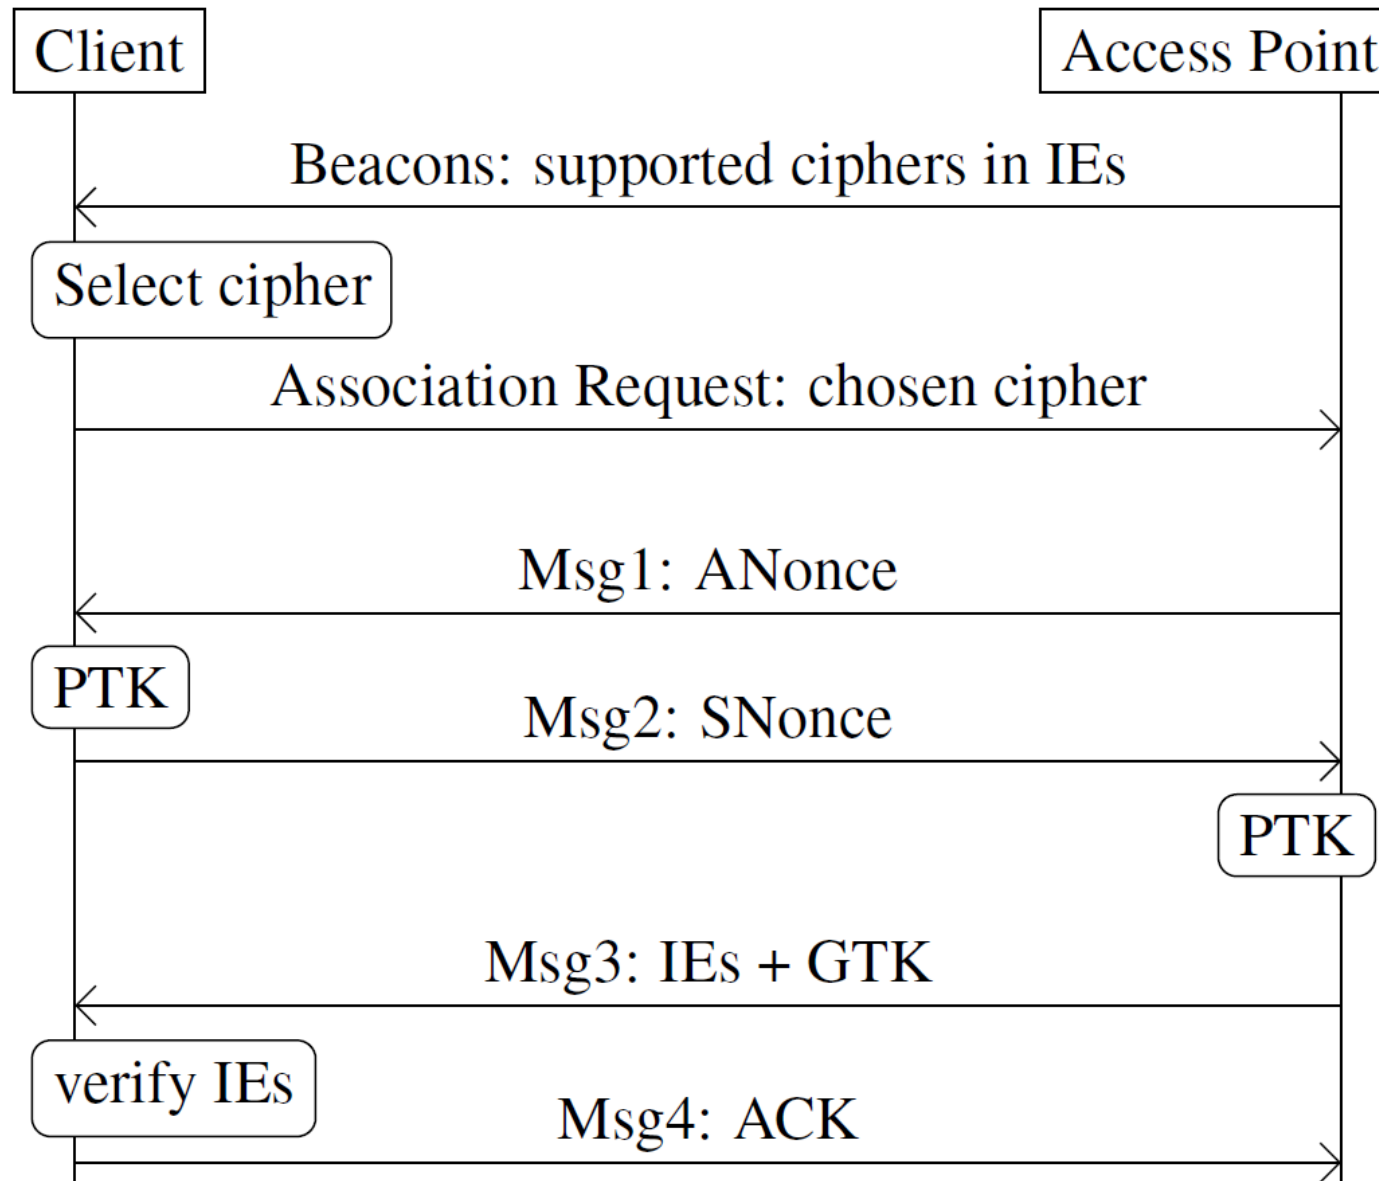 Client
Access Point
Beacons: supported ciphers in IEs
Select cipher
Association Request: chosen cipher
Msg1: ANonce
PTK
Msg2: SNonce
PTK
Msg3: IEs + GTK
verify IEs
Msg4: ACK